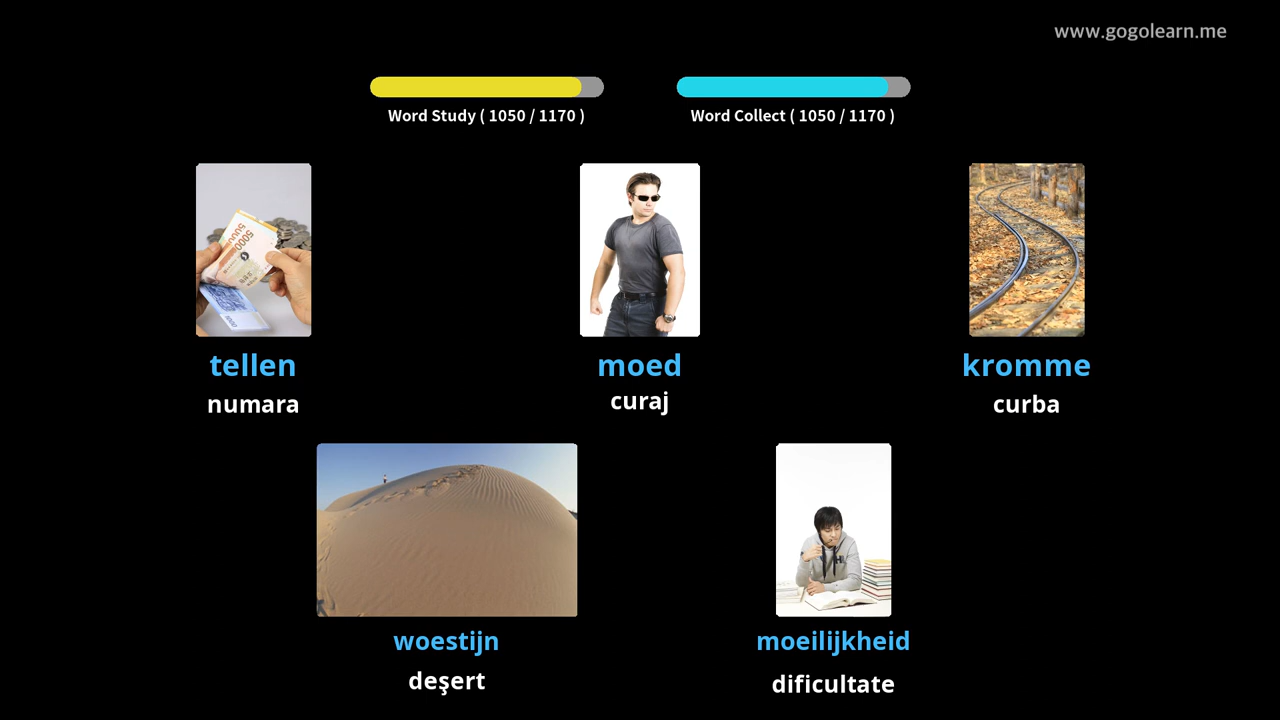 www.gogolearn.me
Word Study ( 1050 / 1170 )
Word Collect ( 1050 / 1170 )
tellen
numara
moed
curaj
kromme
curba
woestijn
deşert
moeilijkheid
dificultate